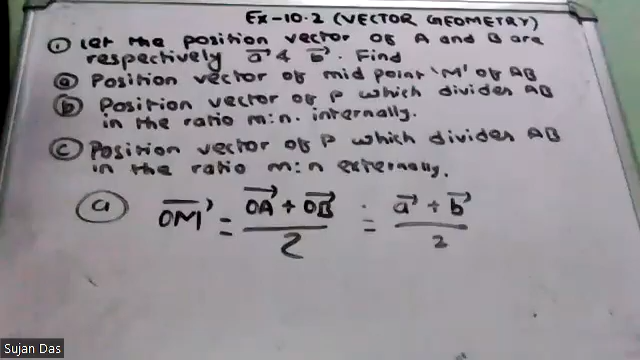 Ex-10.2 (VECTOR GEOMETRY)
① Let the position vector of A and B are
respectively a⃗ & b⃗. Find
ⓐ Position vector of mid point 'M' of AB
ⓑ Position vector of P which divides AB
in the ratio m:n. internally.
ⓒ Position vector of P which divides AB
in the ratio m:n externally.
ⓐ OM⃗ = (OA⃗ + OB⃗)/2 = (a⃗ + b⃗)/2
Sujan Das